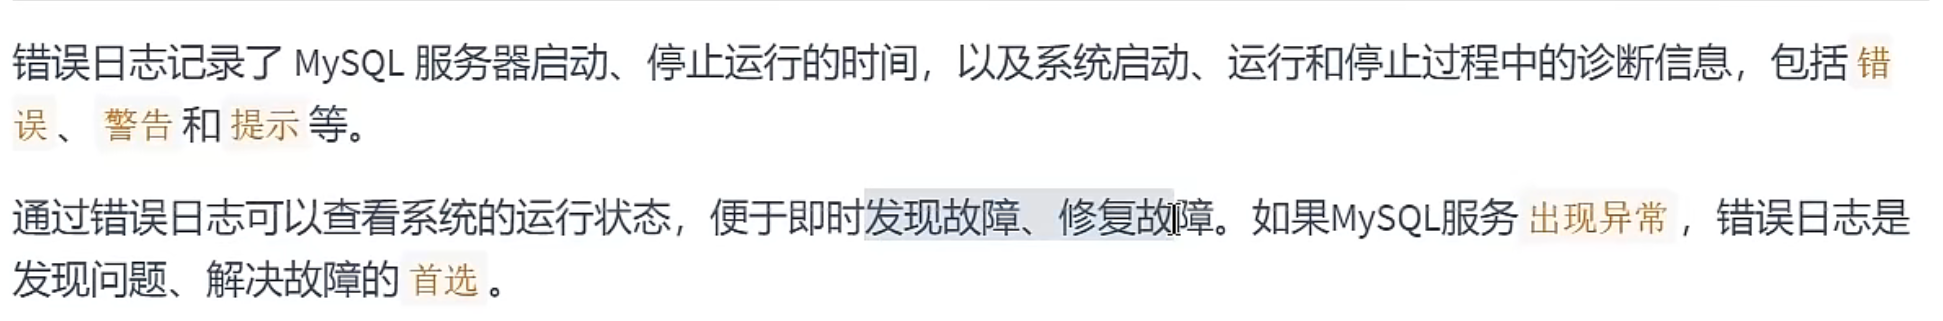 错误日志记录了 MySQL 服务器启动、停止运行的时间，以及系统启动、运行和停止过程中的诊断信息，包括 错
误 、 警告 和 提示 等。
通过错误日志可以查看系统的运行状态，便于即时发现故障、修复故障。如果MySQL服务 出现异常 ，错误日志是
发现问题、解决故障的 首选 。